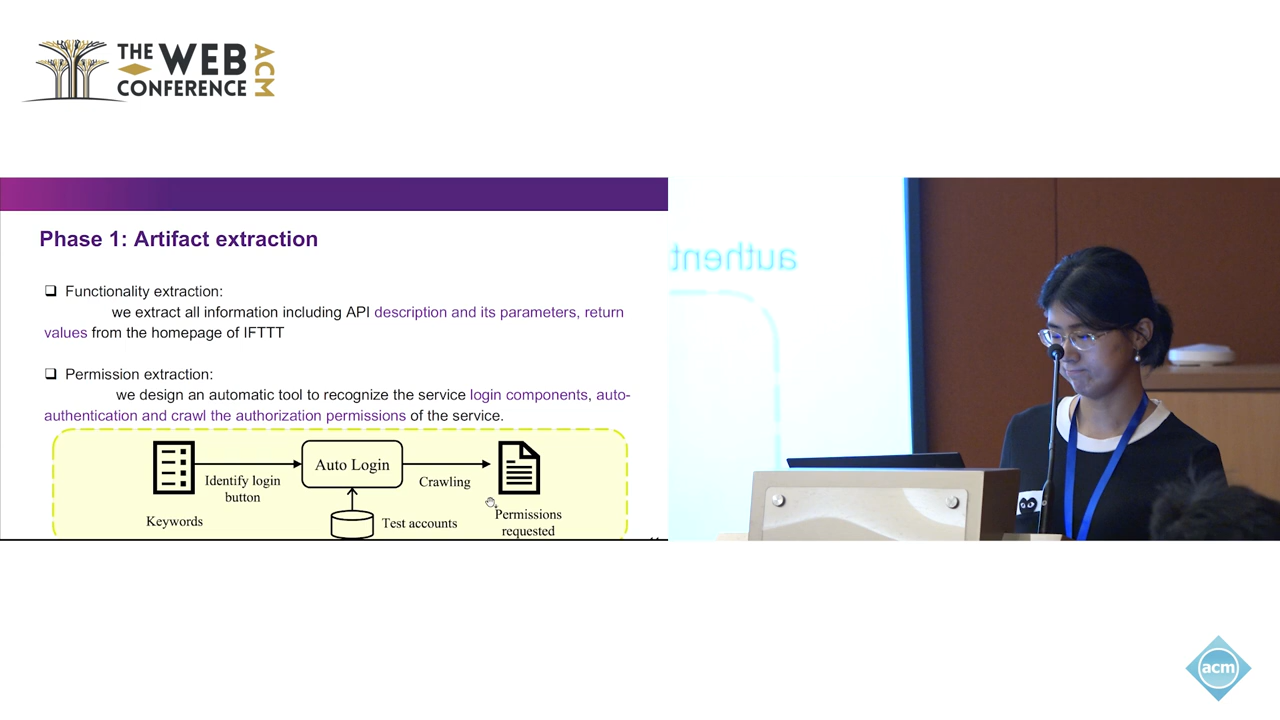 THE WEB CONFERENCE ACM
Phase 1: Artifact extraction
❑ Functionality extraction:
we extract all information including API description and its parameters, return
values from the homepage of IFTTT
❑ Permission extraction:
we design an automatic tool to recognize the service login components, auto-
authentication and crawl the authorization permissions of the service.
Auto Login
Identify login
button
Crawling
Keywords
Test accounts
Permissions
requested
authent
acm